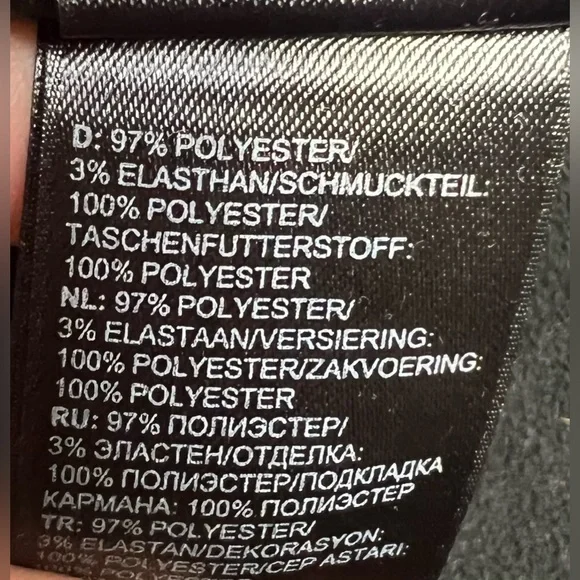 D: 97% POLYESTER/
3% ELASTHAN/SCHMUCKTEIL:
100% POLYESTER/
TASCHENFUTTERSTOFF:
100% POLYESTER
NL: 97% POLYESTER/
3% ELASTAAN/VERSIERING:
100% POLYESTER/ZAKVOERING:
100% POLYESTER
RU: 97% ПОЛИЭСТЕР/
3% ЭЛАСТЕН/ОТДЕЛКА:
100% ПОЛИЭСТЕР/ПОДКЛАДКА
КАРМАНА: 100% ПОЛИЭСТЕР
TR: 97% POLYESTER/
3% ELASTAN/DEKORASYON:
100% POLYESTER/CEP ASTARI:
100% POLYESTER